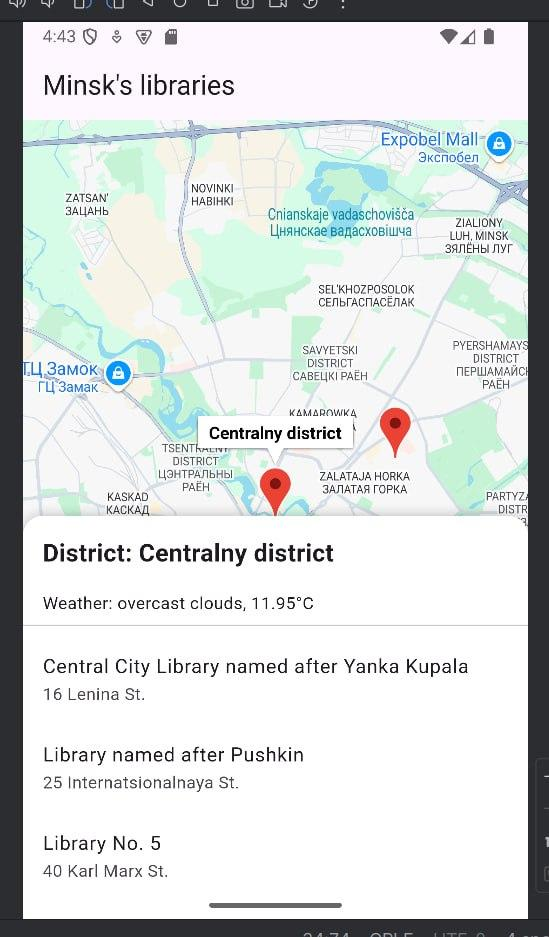 4:43
Minsk's libraries
Expobel Mall
Экспобел
NOVINKI
НАВІНКІ
ZATSAN'
ЗАЦАНЬ
Cnianskaje vadaschovišča
Цнянскае вадасховішча
ZIALIONY
LUH, MINSK
ЗЯЛЁНЫ ЛУГ
SEL'KHOZPOSOLOK
СЕЛЬГАСПАСЁЛАК
SAVYETSKI
DISTRICT
САВЕЦКІ РАЁН
PYERSHAMAYS
DISTRICT
ПЕРШАМАЙСК
РАЁН
ТЦ Замок
ГЦ Замак
KAMAROWKA
Centralny district
TSENTRALNY
DISTRICT
ЦЭНТРАЛЬНЫ
РАЁН
ZALATAJA HORKA
ЗАЛАТАЯ ГОРКА
KASKAD
КАСКАД
PARTYZA
DISTR
District: Centralny district
Weather: overcast clouds, 11.95°C
Central City Library named after Yanka Kupala
16 Lenina St.
Library named after Pushkin
25 Internatsionalnaya St.
Library No. 5
40 Karl Marx St.